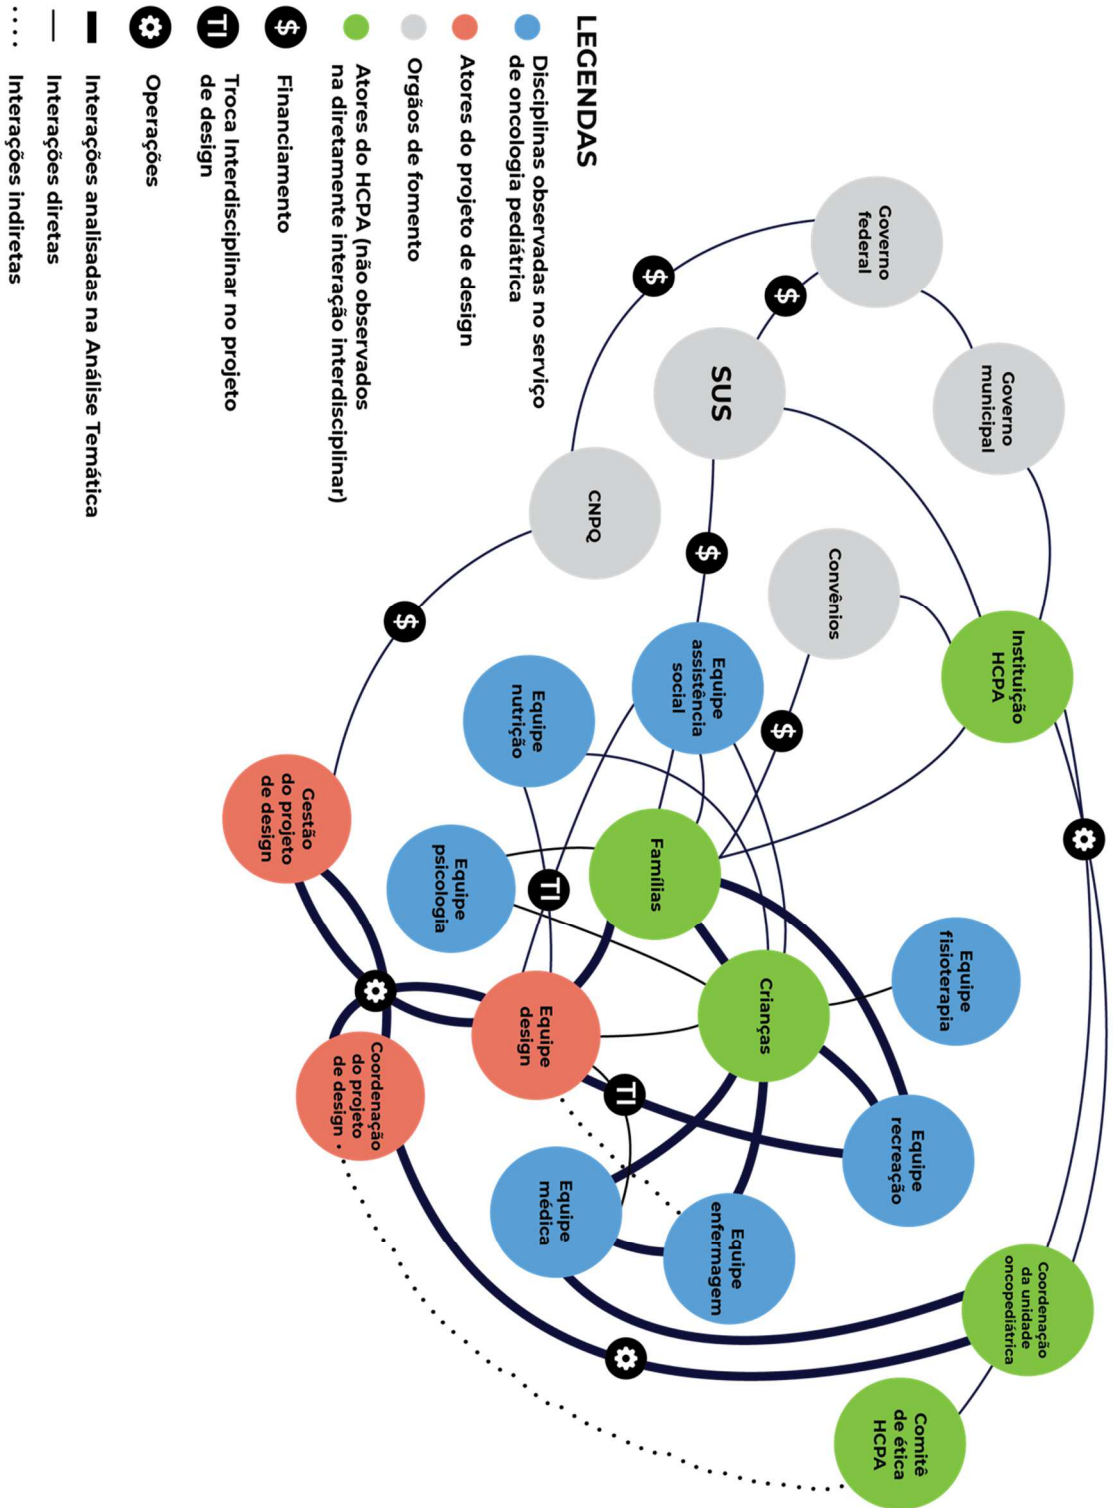 LEGENDAS
Disciplinas observadas no serviço
de oncologia pediátrica
Atores do projeto de design
Orgãos de fomento
Atores do HCPA (não observados
na diretamente interação interdisciplinar)
$
Financiamento
TI
Troca Interdisciplinar no projeto
de design
Operações
Interações analisadas na Análise Temática
Interações diretas
Interações indiretas
Governo
federal
Governo
municipal
$
$
SUS
CNPQ
$
Convênios
$
$
Instituição
HCPA
Equipe
assistência
social
Equipe
nutrição
Gestão
do projeto
de design
Equipe
psicologia
TI
Famílias
Crianças
Equipe
fisioterapia
Equipe
design
Coordenação
do projeto
de design
TI
Equipe
recreação
Equipe
médica
Equipe
enfermagem
Coordenação
da unidade
oncopediátrica
Comitê
de ética
HCPA